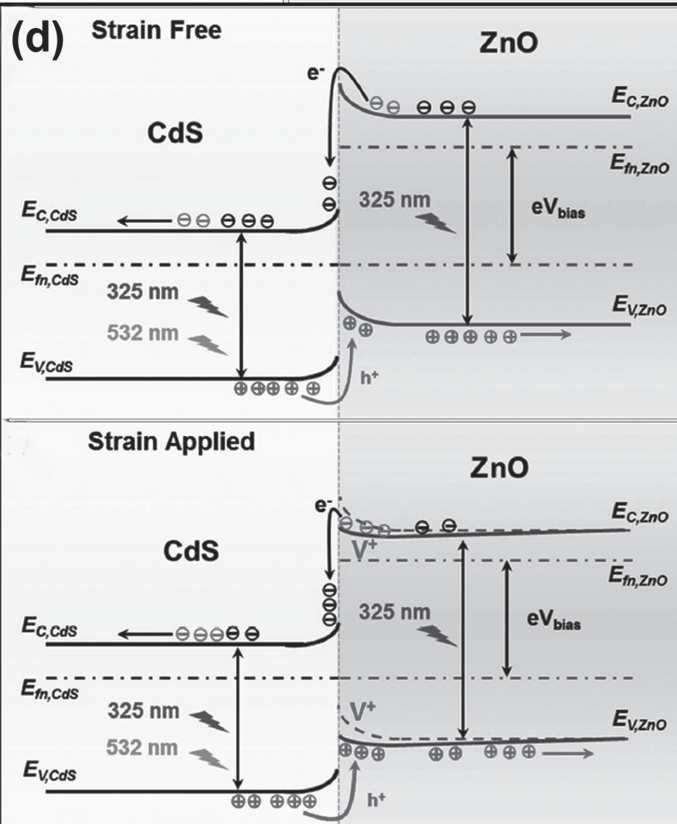 (d)
Strain Free
ZnO
e-
E_C,ZnO
CdS
E_fn,ZnO
325 nm
eV_bias
E_C,CdS
E_fn,CdS
325 nm
532 nm
E_V,ZnO
E_V,CdS
h+
Strain Applied
ZnO
e-
E_C,ZnO
V+
CdS
E_fn,ZnO
325 nm
eV_bias
E_C,CdS
E_fn,CdS
325 nm
V+
E_V,ZnO
532 nm
E_V,CdS
h+